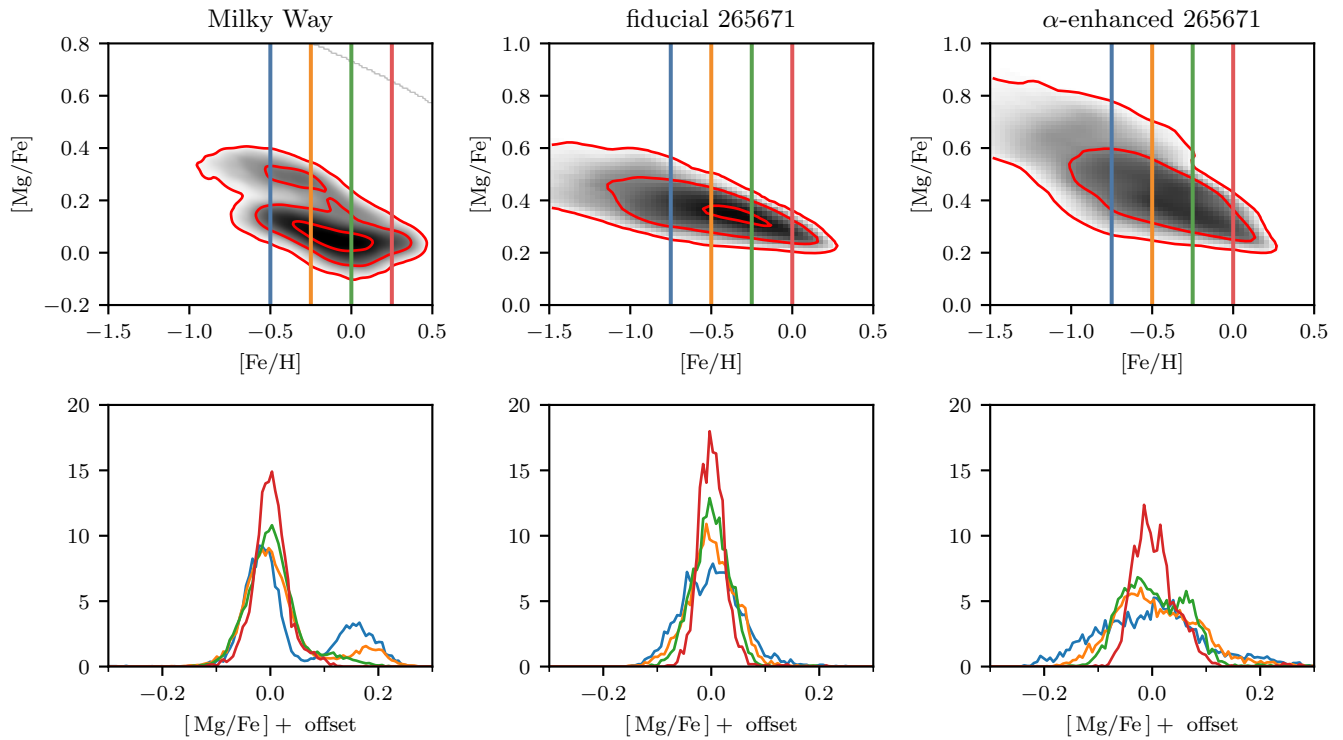 Milky Way
fiducial 265671
α-enhanced 265671
0.8
0.6
0.4
0.2
0.0
−0.2
[Mg/Fe]
−1.5 −1.0 −0.5 0.0 0.5
[Fe/H]
1.0
0.8
0.6
0.4
0.2
0.0
[Mg/Fe]
−1.5 −1.0 −0.5 0.0 0.5
[Fe/H]
1.0
0.8
0.6
0.4
0.2
0.0
[Mg/Fe]
−1.5 −1.0 −0.5 0.0 0.5
[Fe/H]
20
15
10
5
0
−0.2 0.0 0.2
[Mg/Fe] + offset
20
15
10
5
0
−0.2 0.0 0.2
[Mg/Fe] + offset
20
15
10
5
0
−0.2 0.0 0.2
[Mg/Fe] + offset